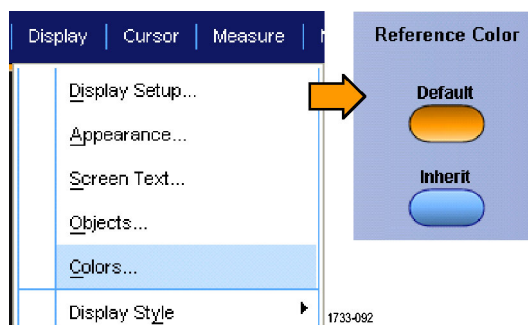 Display Cursor Measure
Display Setup...
Appearance...
Screen Text...
Objects...
Colors...
Display Style
Reference Color
Default
Inherit
1733-092